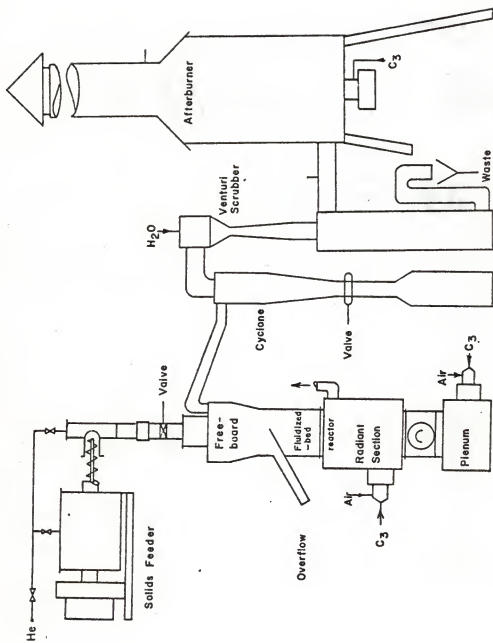 He
Solids Feeder
Valve
Free-
board
Fluidized
-bed
reactor
Radiant
Section
Overflow
Air
C3
Air
C3
Plenum
Cyclone
Valve
H2O
Venturi
Scrubber
Waste
Afterburner
C3